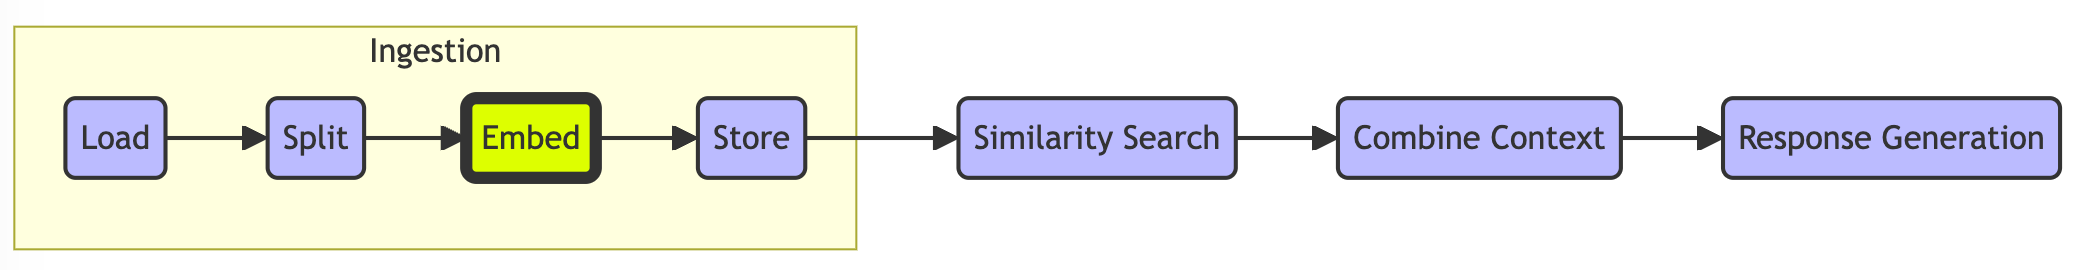 Ingestion
Load
Split
Embed
Store
Similarity Search
Combine Context
Response Generation